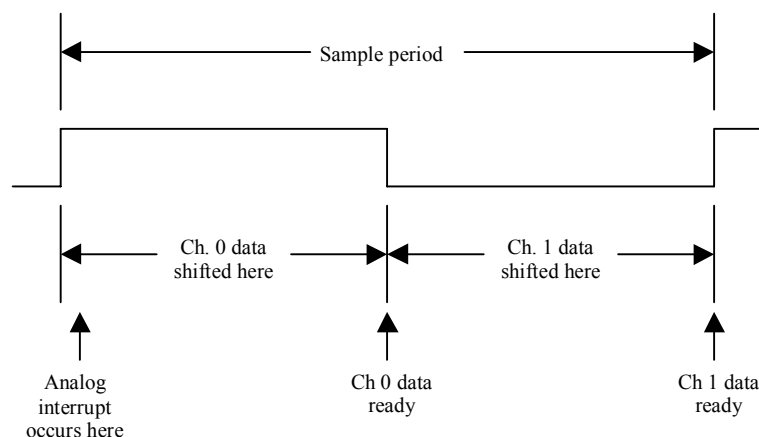 Sample period
Ch. 0 data
shifted here
Ch. 1 data
shifted here
Analog
interrupt
occurs here
Ch 0 data
ready
Ch 1 data
ready